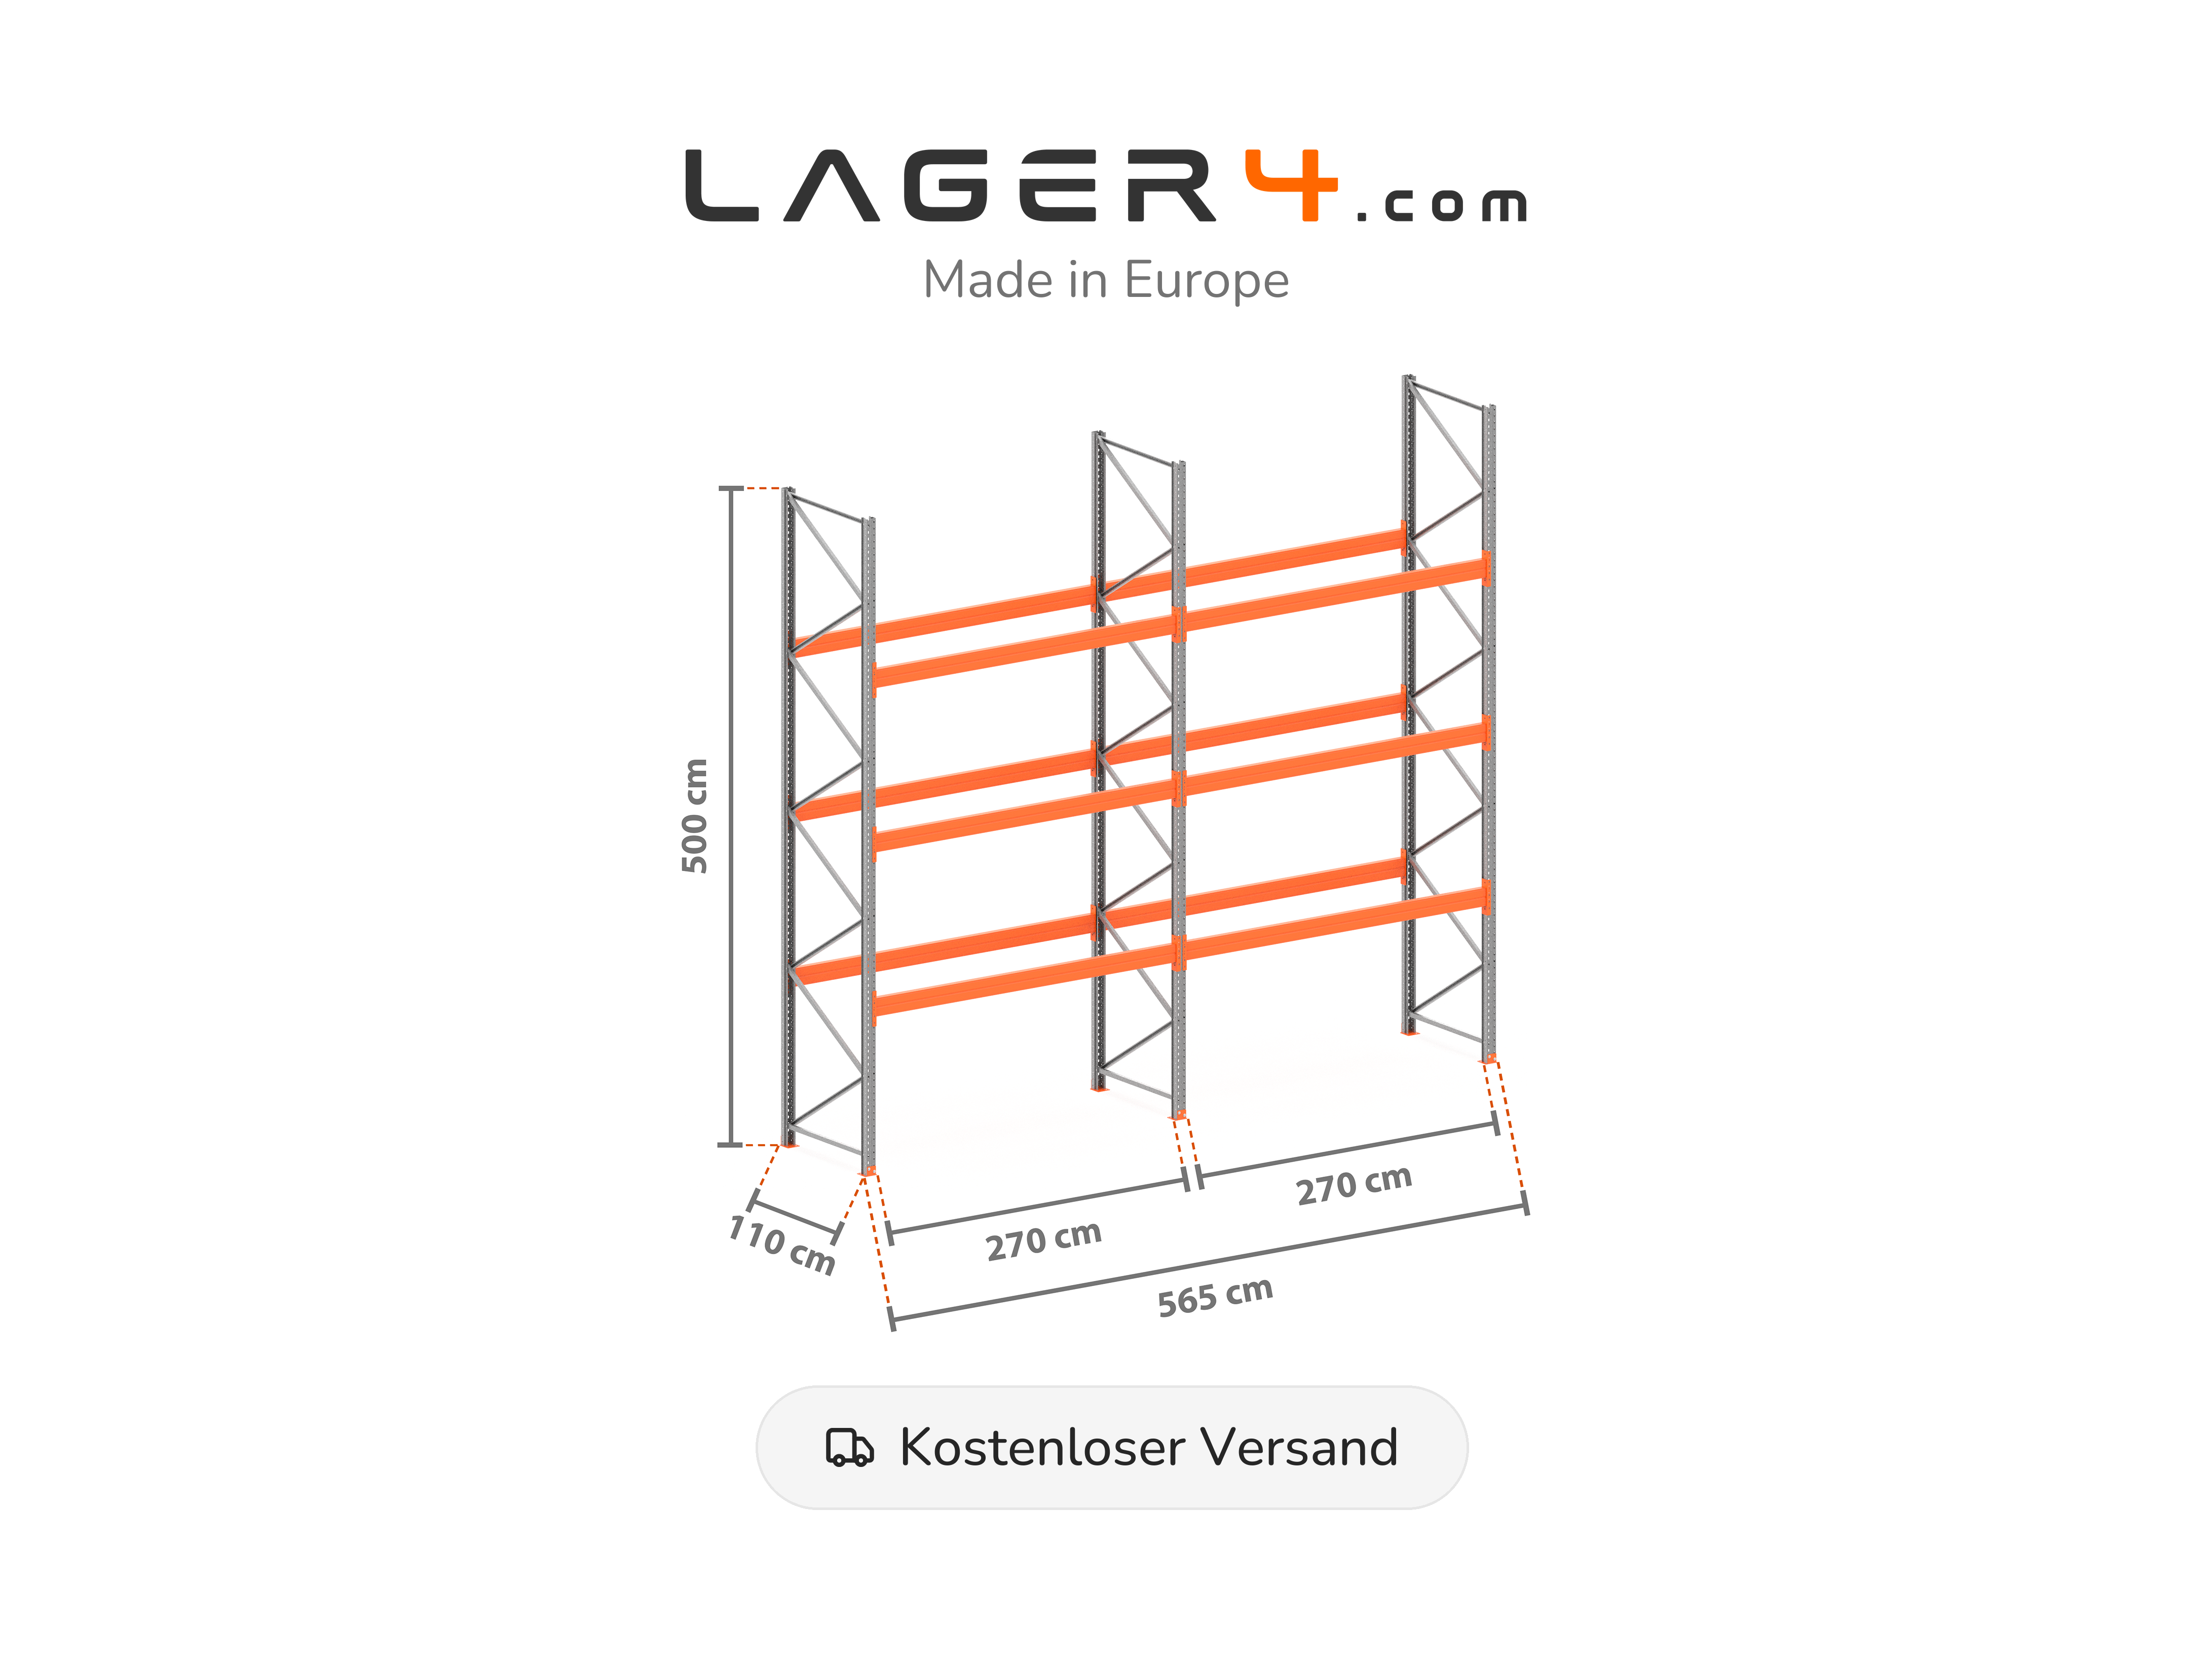 LAGER4.com
Made in Europe
500 cm
110 cm
270 cm
270 cm
565 cm
Kostenloser Versand